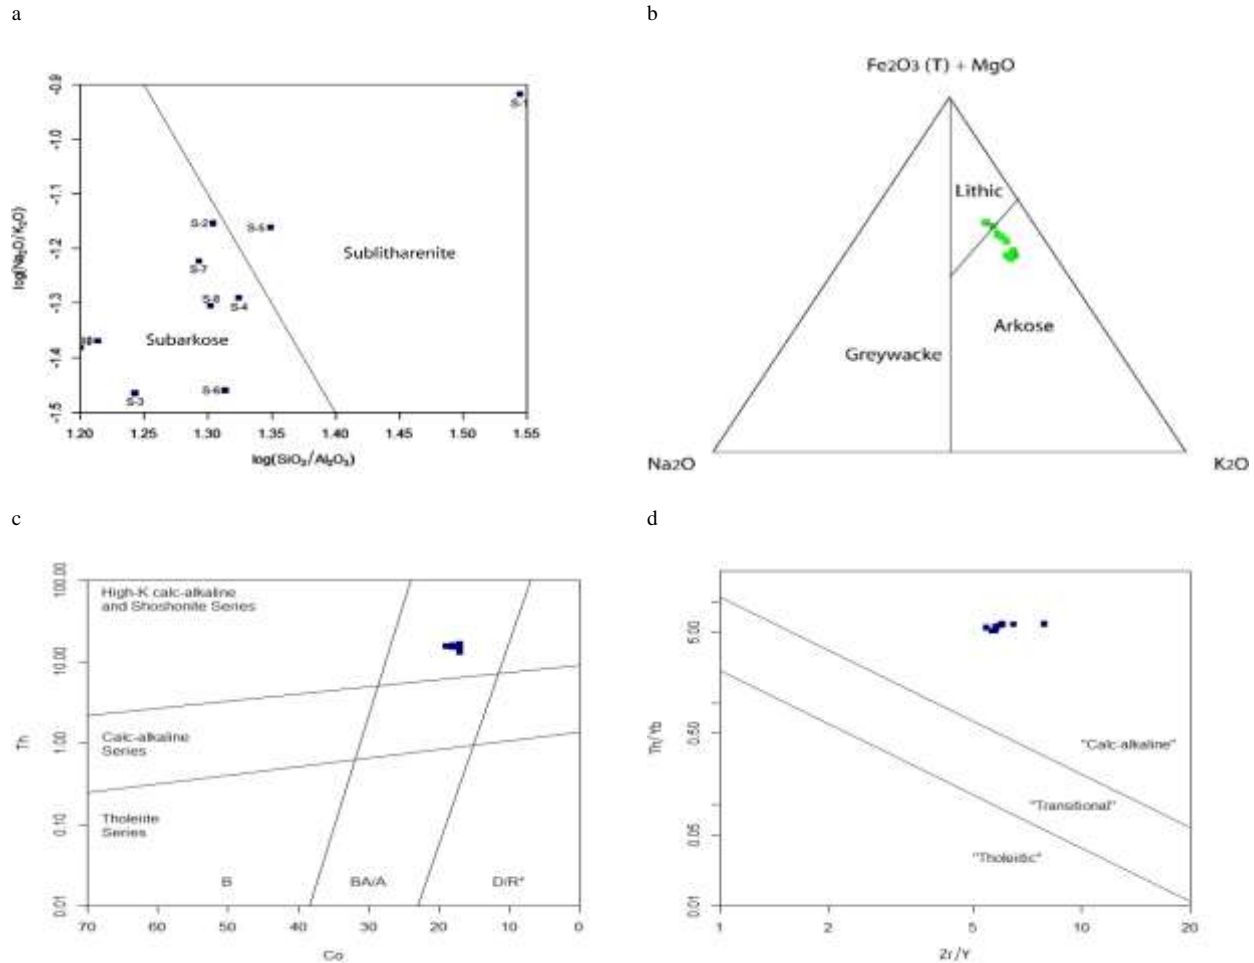 a
b
-0.9
-1.0
-1.1
-1.2
-1.3
-1.4
-1.5
log(Na2O/K2O)
S-1
S-2
S-5
S-7
S-8
S-4
S-6
S-3
Sublitharenite
Subarkose
1.20
1.25
1.30
1.35
1.40
1.45
1.50
1.55
log(SiO2/Al2O3)
Fe2O3 (T) + MgO
Lithic
Arkose
Greywacke
Na2O
K2O
c
d
100.00
10.00
1.00
0.10
0.01
Th
High-K calc-alkaline
and Shoshonite Series
Calc-alkaline
Series
Tholeiite
Series
B
BA/A
D/R*
70
60
50
40
30
20
10
0
Co
5.00
0.50
0.05
0.01
Th/Yb
"Calc-alkaline"
"Transitional"
"Tholeiitic"
1
2
5
10
20
Zr/Y